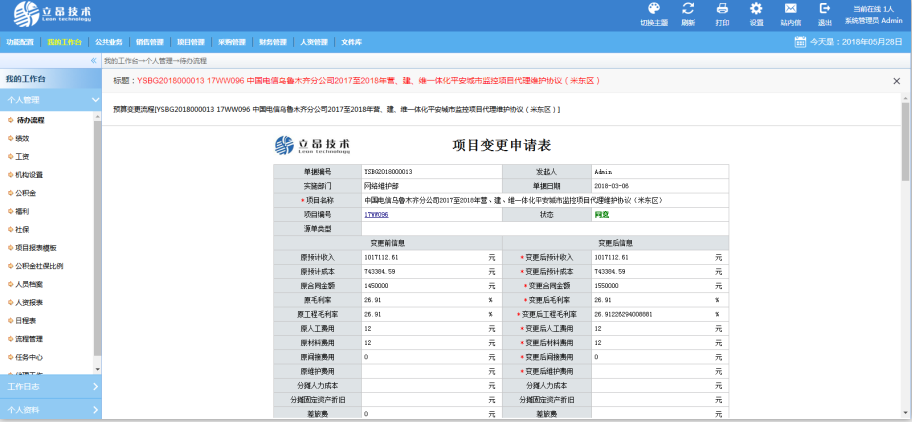 立昂技术
Leon technology
切换主题 刷新 打印 设置 站内信 退出
当前在线 1人
系统管理员 Admin
功能配置 我的工作台 公共业务 销售管理 项目管理 采购管理 财务管理 人资管理 文件库
今天是:2018年05月28日
我的工作台→个人管理→待办流程
我的工作台
个人管理
待办流程
绩效
工资
机构设置
公积金
福利
社保
项目报表模板
公积金社保比例
人员档案
人资报表
日程表
流程管理
任务中心
代理工作
工作日志
个人资料
标题:YSBG2018000013 17WW096 中国电信乌鲁木齐分公司2017至2018年营、建、维一体化平安城市监控项目代理维护协议(米东区)
预算变更流程[YSBG2018000013 17WW096 中国电信乌鲁木齐分公司2017至2018年营、建、维一体化平安城市监控项目代理维护协议(米东区)]
立昂技术
Leon technology
项目变更申请表
单据编号 YSBG2018000013 发起人 Admin
实施部门 网络维护部 单据日期 2018-03-06
*项目名称 中国电信乌鲁木齐分公司2017至2018年营、建、维一体化平安城市监控项目代理维护协议(米东区)
项目编号 17WW096 状态 同意
源单类型
变更前信息 变更后信息
原预计收入 1017112.61 元 *变更后预计收入 1017112.61 元
原预计成本 743384.59 元 *变更后预计成本 743384.59 元
原合同金额 1450000 元 *变更合同金额 1550000 元
原毛利率 26.91 % *变更后毛利率 26.91 %
原工程毛利率 26.91 % *变更后工程毛利率 26.91226294008881 %
原人工费用 12 元 *变更后人工费用 12 元
原材料费用 12 元 *变更后材料费用 12 元
原间接费用 0 元 *变更后间接费用 0 元
原维护费用 元 *变更后维护费用 元
分摊人力成本 元 分摊人力成本 元
分摊固定资产折旧 元 分摊固定资产折旧 元
差旅费 0 元 差旅费 元